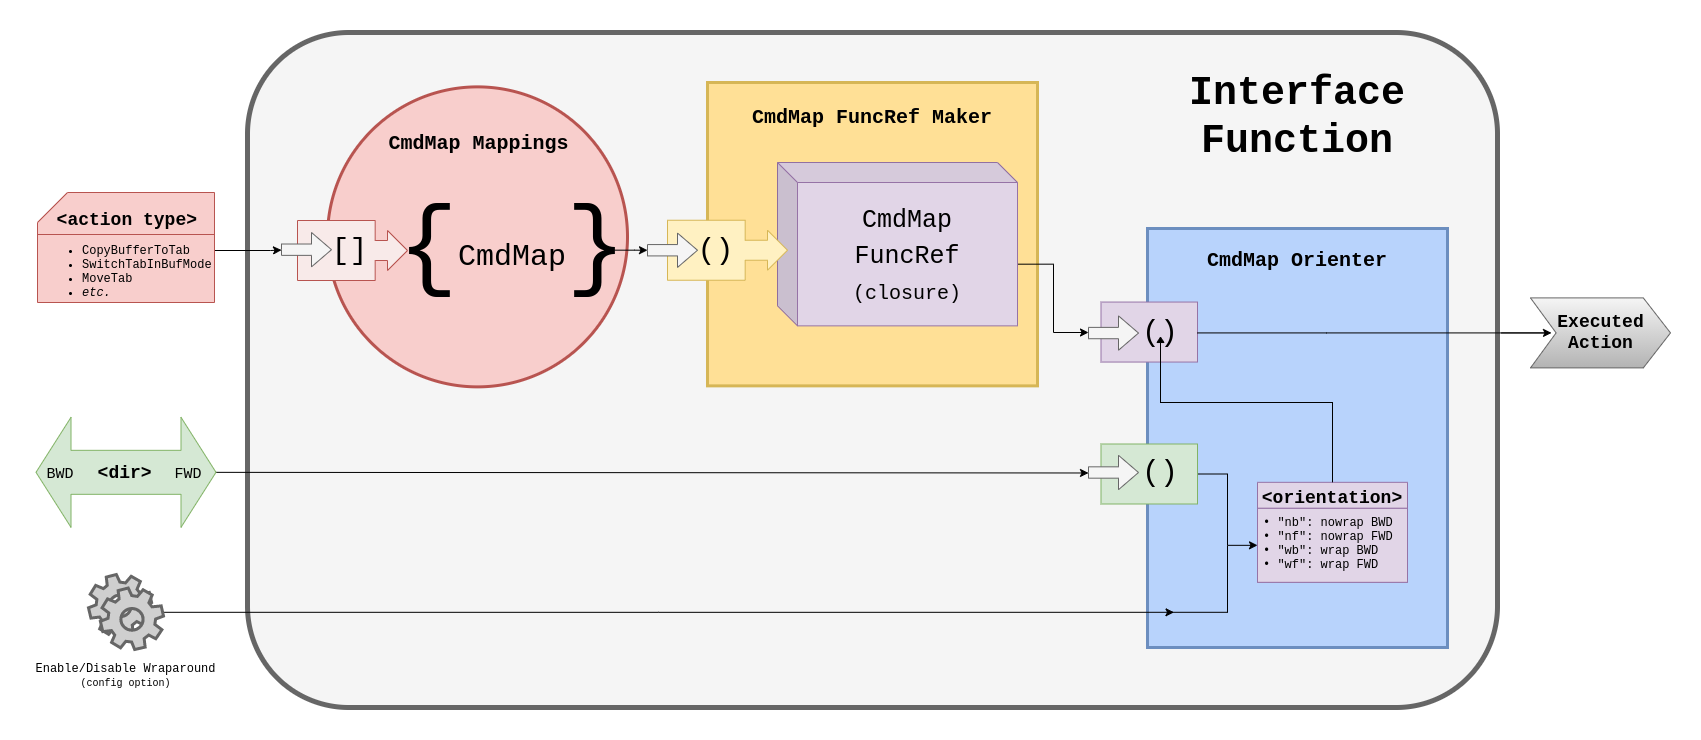 Interface
Function
CmdMap Mappings
CmdMap FuncRef Maker
<action type>
• CopyBufferToTab
• SwitchTabInBufMode
• MoveTab
• etc.
[]
{ CmdMap }
()
CmdMap
FuncRef
(closure)
CmdMap Orienter
()
Executed
Action
BWD <dir> FWD
()
<orientation>
• "nb": nowrap BWD
• "nf": nowrap FWD
• "wb": wrap BWD
• "wf": wrap FWD
Enable/Disable Wraparound
(config option)